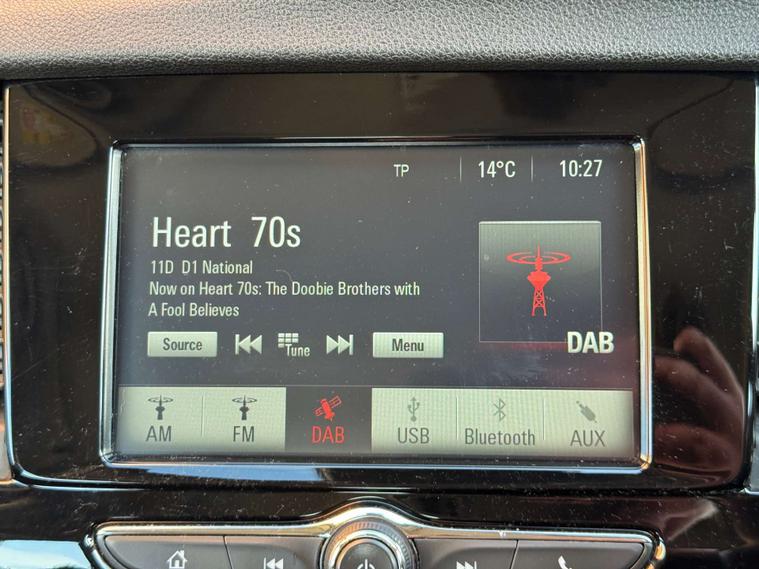 TP 14°C 10:27
Heart 70s
11D D1 National
Now on Heart 70s: The Doobie Brothers with
A Fool Believes
Source Tune Menu
DAB
AM FM DAB USB Bluetooth AUX